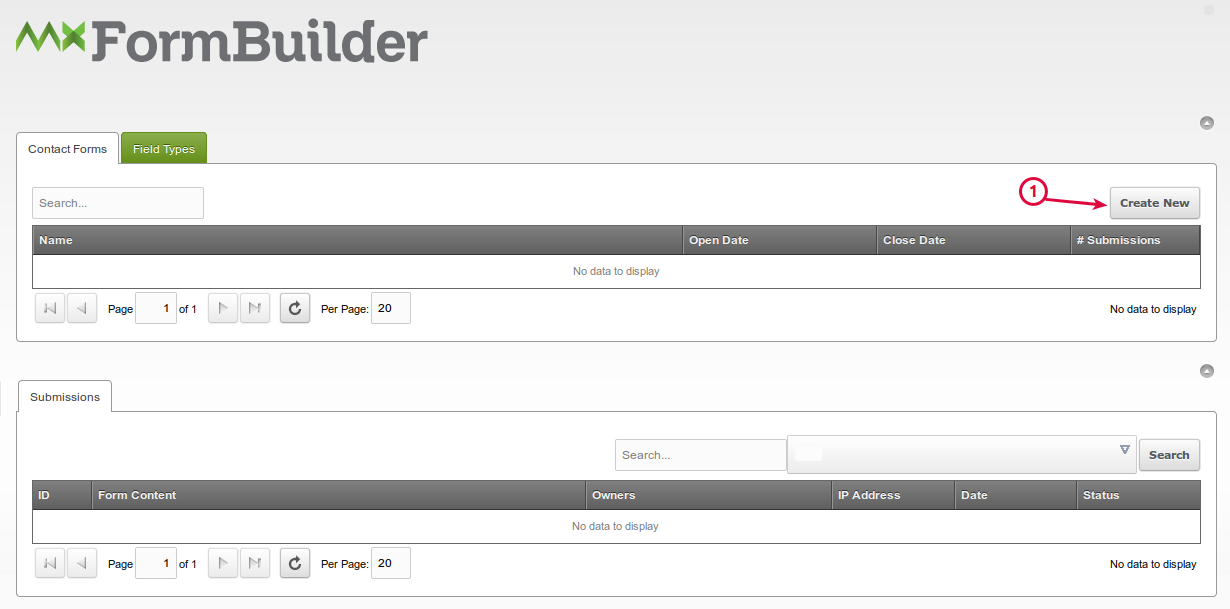 MXFormBuilder
Contact Forms Field Types
Search... 1 Create New
Name Open Date Close Date # Submissions
No data to display
Page 1 of 1 Per Page: 20 No data to display
Submissions
Search... Search
ID Form Content Owners IP Address Date Status
No data to display
Page 1 of 1 Per Page: 20 No data to display